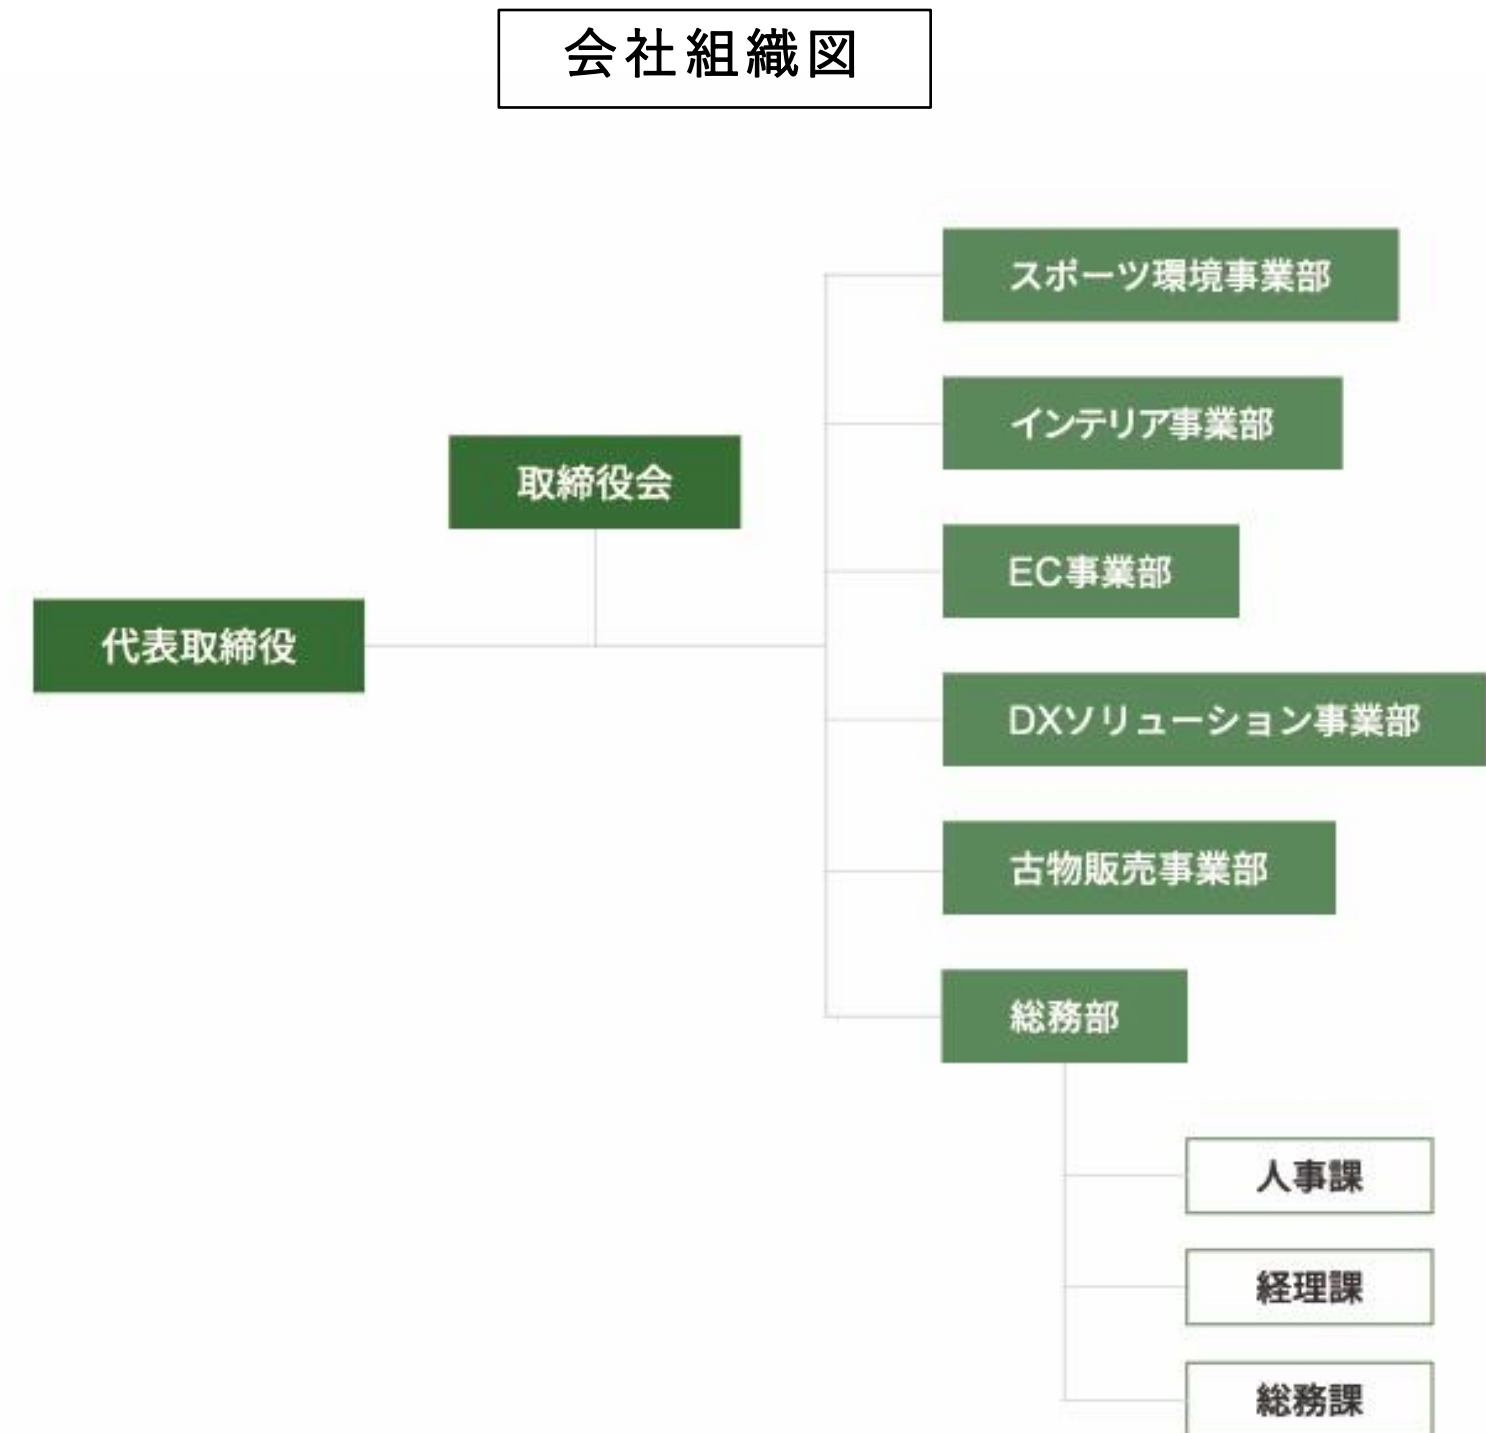 会社組織図
スポーツ環境事業部
インテリア事業部
取締役会
EC事業部
代表取締役
DXソリューション事業部
古物販売事業部
総務部
人事課
経理課
総務課